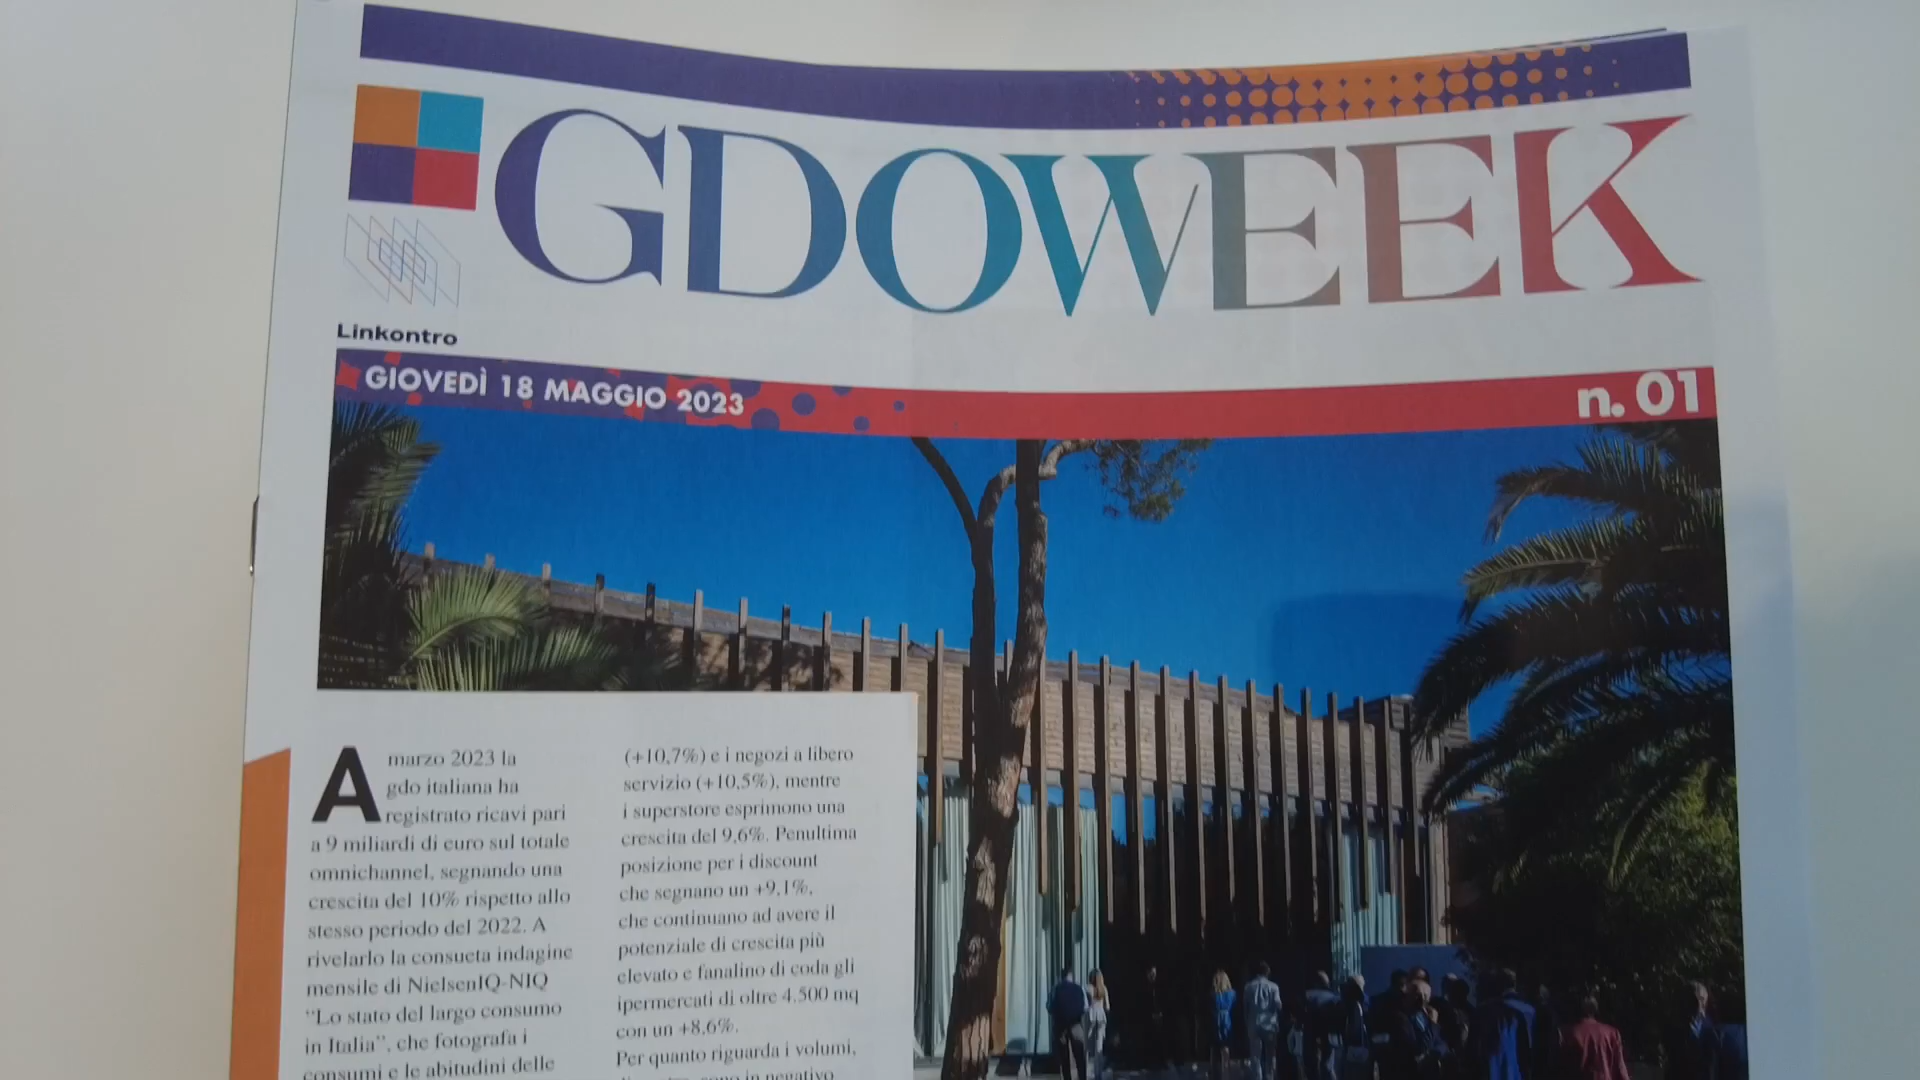 GDOWEEK
Linkontro
GIOVEDÌ 18 MAGGIO 2023
n. 01
A marzo 2023 la
gdo italiana ha
registrato ricavi pari
a 9 miliardi di euro sul totale
omnichannel, segnando una
crescita del 10% rispetto allo
stesso periodo del 2022. A
rivelarlo la consueta indagine
mensile di NielsenIQ-NIQ
“Lo stato del largo consumo
in Italia”, che fotografa i
consumi e le abitudini delle
(+10,7%) e i negozi a libero
servizio (+10,5%), mentre
i superstore esprimono una
crescita del 9,6%. Penultima
posizione per i discount
che segnano un +9,1%,
che continuano ad avere il
potenziale di crescita più
elevato e fanalino di coda gli
ipermercati di oltre 4.500 mq
con un +8,6%.
Per quanto riguarda i volumi,
sono in negativo